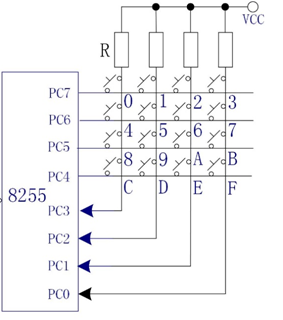 VCC
R
PC7
0 1 2 3
PC6
4 5 6 7
PC5
8 9 A B
8255
PC4
C D E F
PC3
PC2
PC1
PC0